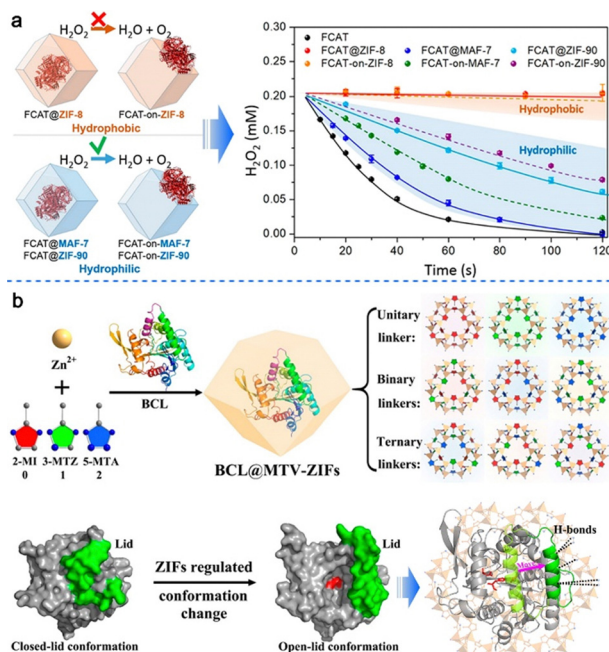 a
H2O2 H2O + O2
FCAT@ZIF-8 FCAT-on-ZIF-8
Hydrophobic
H2O2 H2O + O2
FCAT@MAF-7 FCAT-on-MAF-7
FCAT@ZIF-90 FCAT-on-ZIF-90
Hydrophilic
FCAT
FCAT@ZIF-8 FCAT@MAF-7 FCAT@ZIF-90
FCAT-on-ZIF-8 FCAT-on-MAF-7 FCAT-on-ZIF-90
Hydrophobic
Hydrophilic
H2O2 (mM)
0.30
0.25
0.20
0.15
0.10
0.05
0.00
0 20 40 60 80 100 120
Time (s)
b
Zn2+
+
2-MI 3-MTZ 5-MTA
0 1 2
BCL
BCL@MTV-ZIFs
Unitary
linker:
Binary
linkers:
Ternary
linkers:
Lid
Closed-lid conformation
ZIFs regulated
conformation
change
Lid
Open-lid conformation
H-bonds
Move